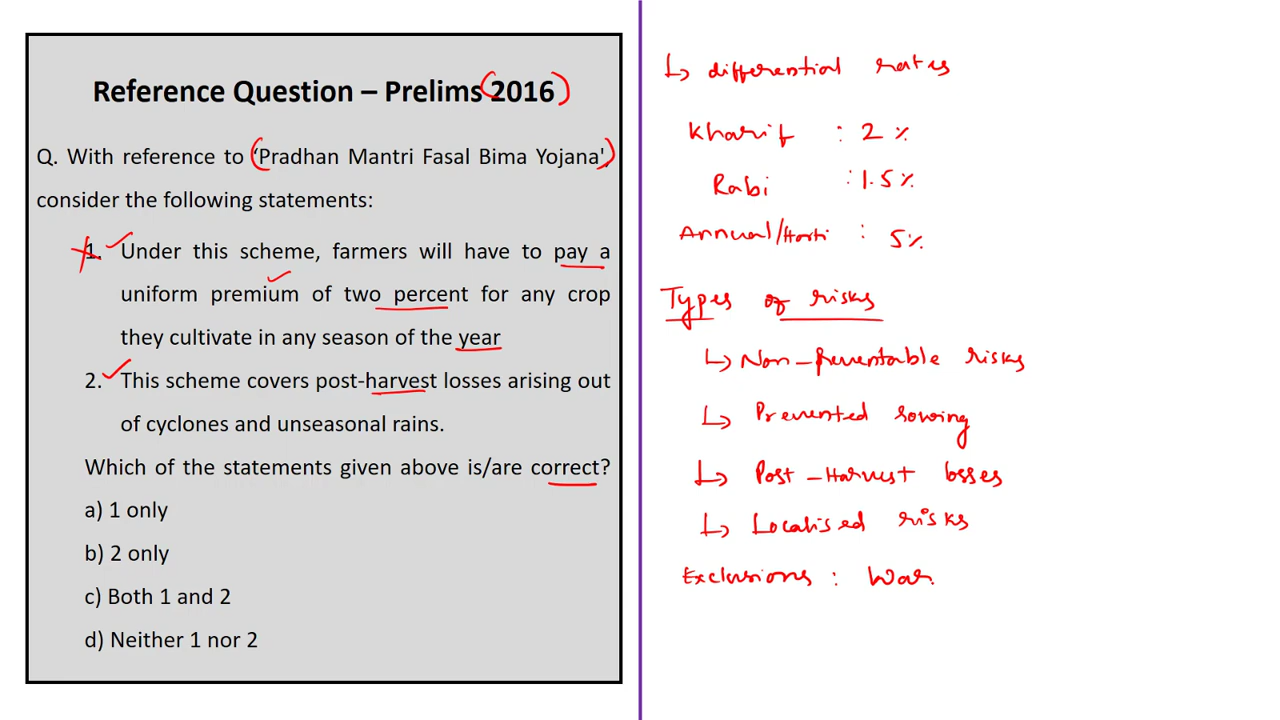 Reference Question – Prelims 2016
Q. With reference to 'Pradhan Mantri Fasal Bima Yojana',
consider the following statements:
1. Under this scheme, farmers will have to pay a
uniform premium of two percent for any crop
they cultivate in any season of the year
2. This scheme covers post-harvest losses arising out
of cyclones and unseasonal rains.
Which of the statements given above is/are correct?
a) 1 only
b) 2 only
c) Both 1 and 2
d) Neither 1 nor 2
↳ differential rates
Kharif : 2 %
Rabi : 1.5 %
Annual/Horti : 5%
Types of risks
↳ Non-preventable risks
↳ Prevented sowing
↳ Post-Harvest losses
↳ Localised risks
Exclusions : War